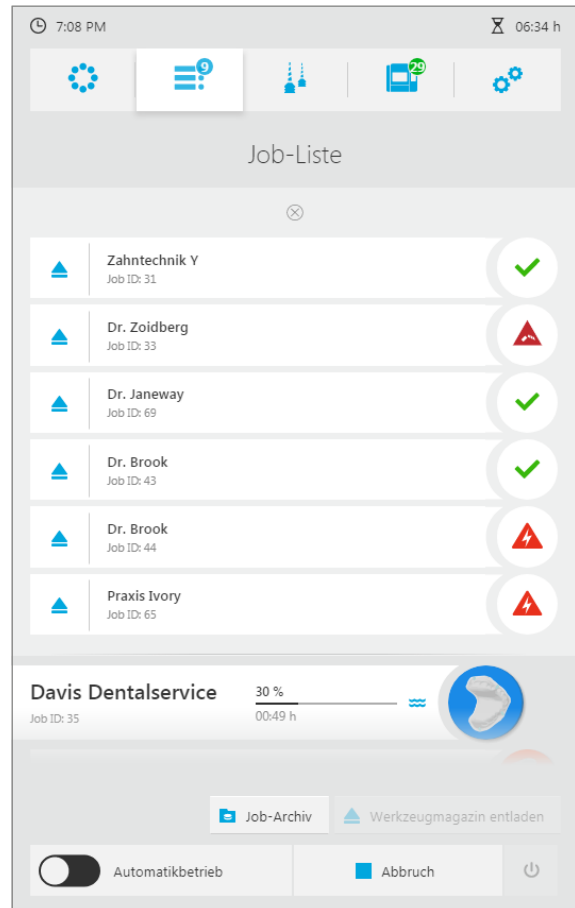 7:08 PM
06:34 h
9
29
Job-Liste
Zahntechnik Y
Job ID: 31
Dr. Zoidberg
Job ID: 33
Dr. Janeway
Job ID: 69
Dr. Brook
Job ID: 43
Dr. Brook
Job ID: 44
Praxis Ivory
Job ID: 65
Davis Dentalservice
Job ID: 35
30 %
00:49 h
Job-Archiv
Werkzeugmagazin entladen
Automatikbetrieb
Abbruch